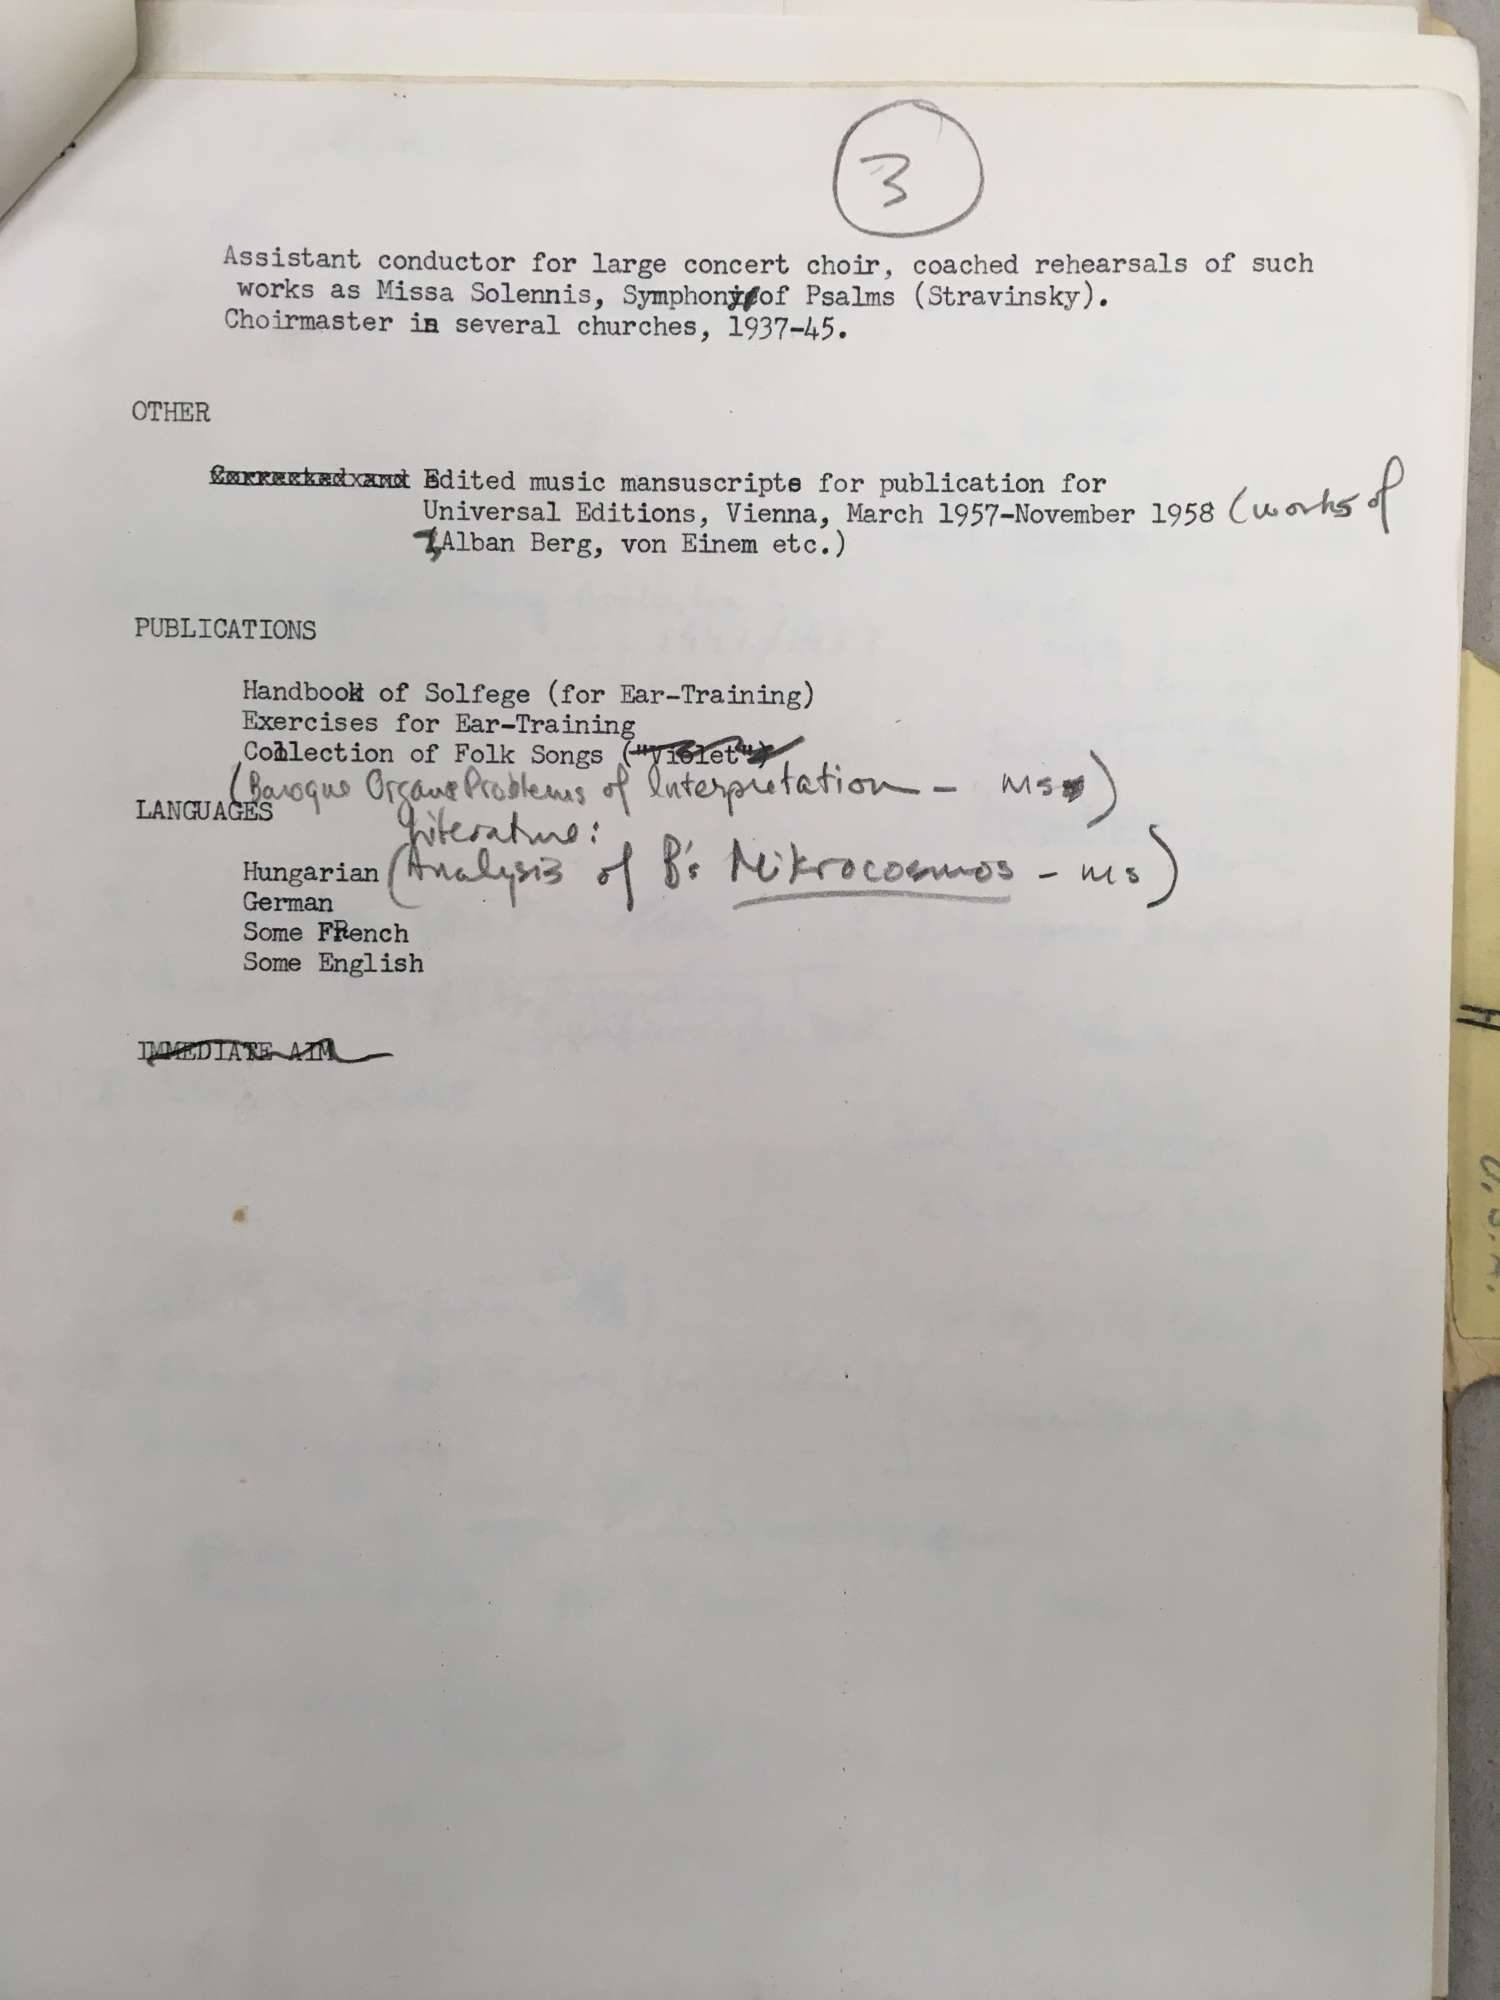 3
Assistant conductor for large concert choir, coached rehearsals of such
works as Missa Solennis, Symphony of Psalms (Stravinsky).
Choirmaster in several churches, 1937-45.
OTHER
Corrected and Edited music mansuscripts for publication for
Universal Editions, Vienna, March 1957-November 1958 (works of
Alban Berg, von Einem etc.)
PUBLICATIONS
Handbook of Solfege (for Ear-Training)
Exercises for Ear-Training
Collection of Folk Songs ("Violet")
(Baroque Organ Problems of Interpretation - ms)
Literature:
LANGUAGES
Hungarian (Analysis of B's Mikrocosmos - ms)
German
Some French
Some English
IMMEDIATE AIM
H
U.S.A.